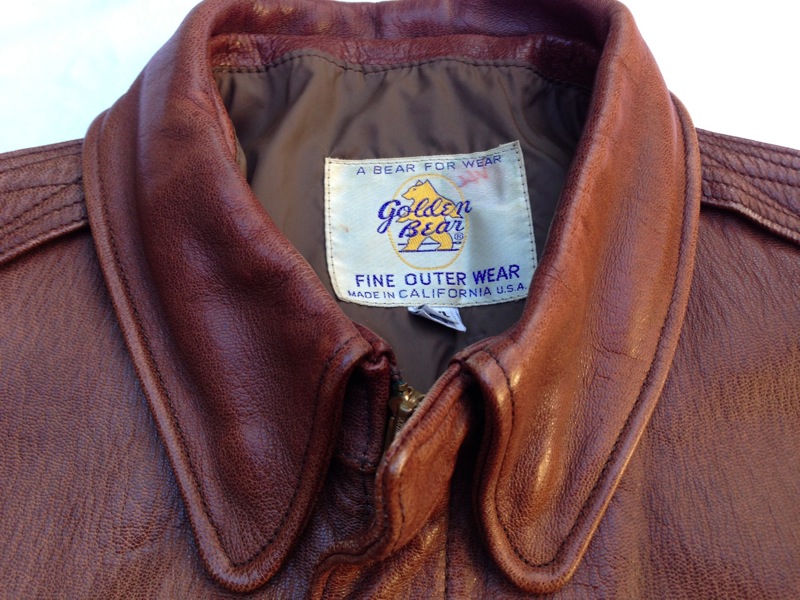 A BEAR FOR WEAR
Golden
Bear®
FINE OUTER WEAR
MADE IN CALIFORNIA U.S.A.